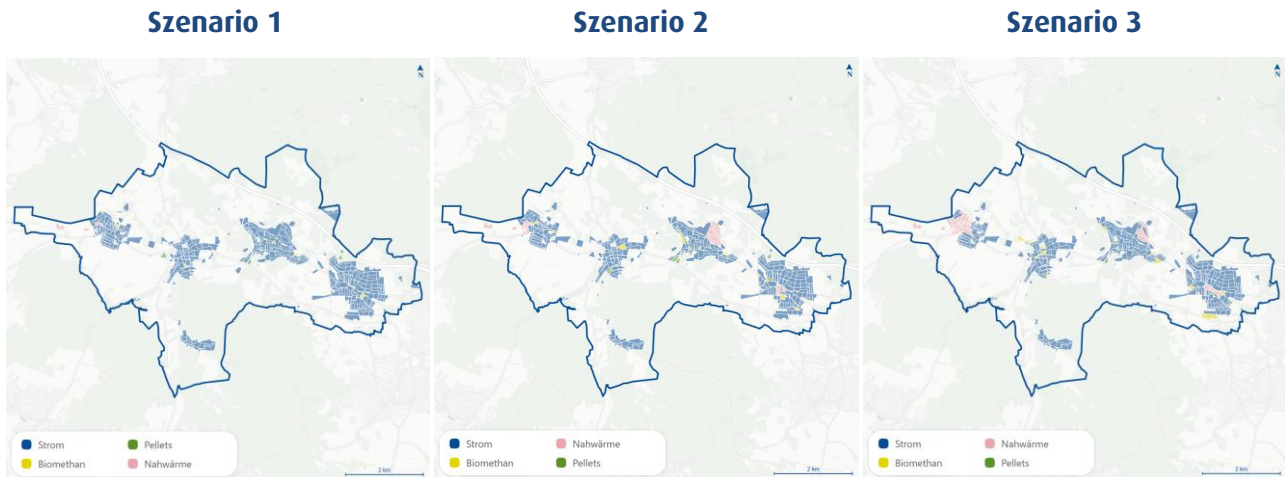 Szenario 1
Szenario 2
Szenario 3
N
N
N
Strom
Pellets
Biomethan
Nahwärme
2 km
Strom
Nahwärme
Biomethan
Pellets
2 km
Strom
Nahwärme
Biomethan
Pellets
2 km